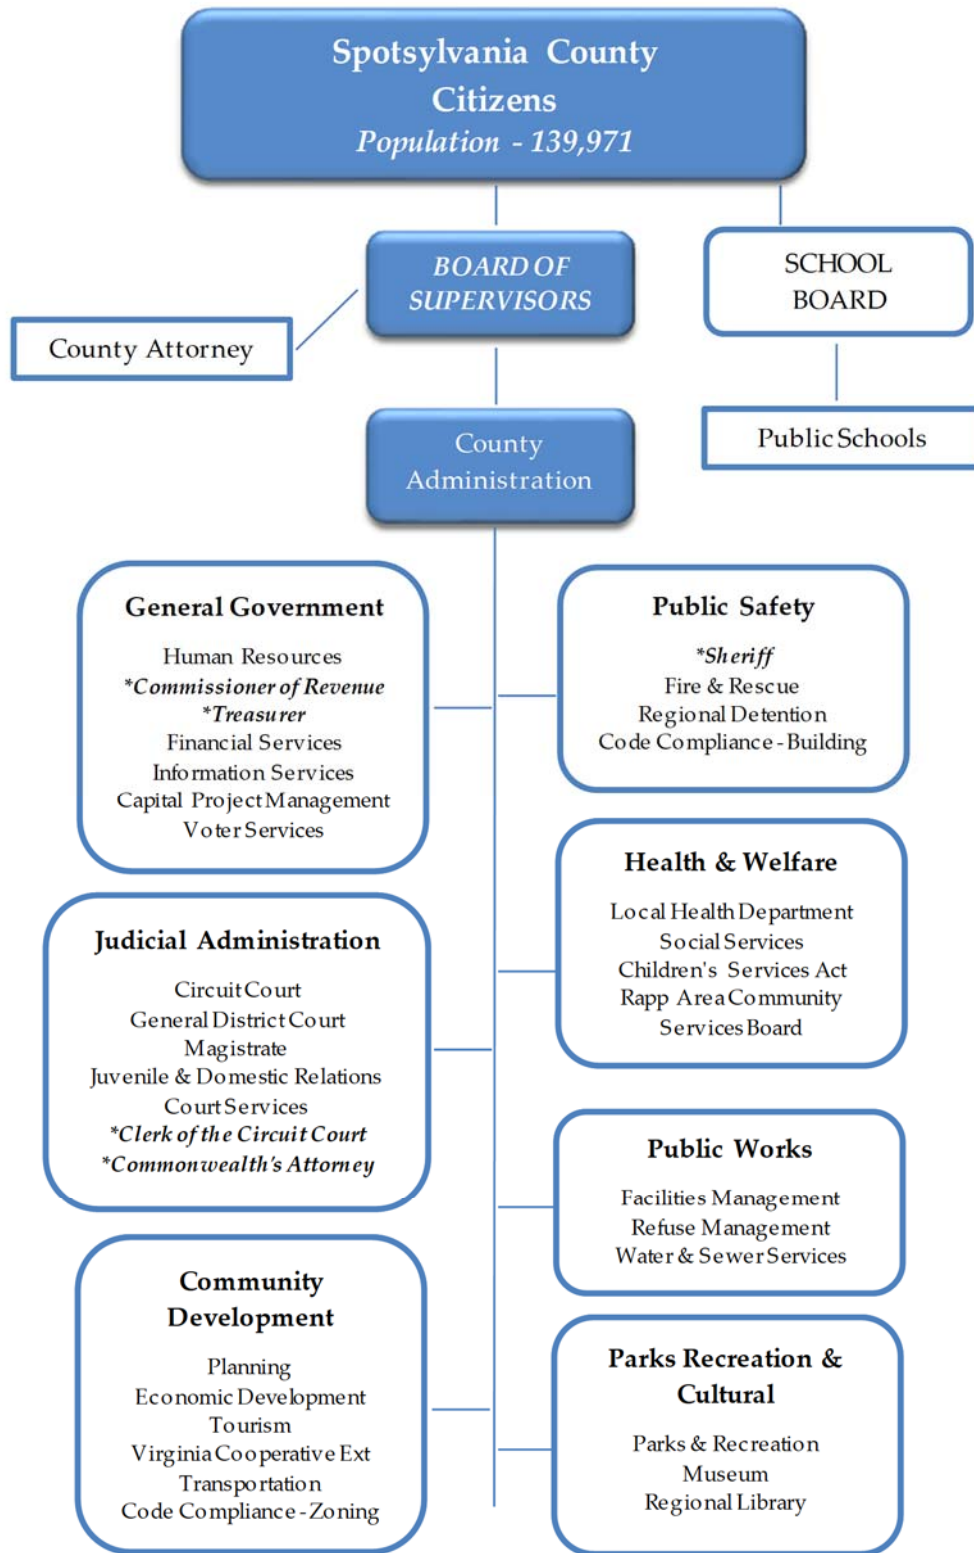 Spotsylvania County
Citizens
Population - 139,971
BOARD OF
SUPERVISORS
SCHOOL
BOARD
County Attorney
Public Schools
County
Administration
General Government
Human Resources
*Commissioner of Revenue
*Treasurer
Financial Services
Information Services
Capital Project Management
Voter Services
Public Safety
*Sheriff
Fire & Rescue
Regional Detention
Code Compliance - Building
Health & Welfare
Local Health Department
Social Services
Children's Services Act
Rapp Area Community
Services Board
Judicial Administration
Circuit Court
General District Court
Magistrate
Juvenile & Domestic Relations
Court Services
*Clerk of the Circuit Court
*Commonwealth's Attorney
Public Works
Facilities Management
Refuse Management
Water & Sewer Services
Community
Development
Planning
Economic Development
Tourism
Virginia Cooperative Ext
Transportation
Code Compliance - Zoning
Parks Recreation &
Cultural
Parks & Recreation
Museum
Regional Library